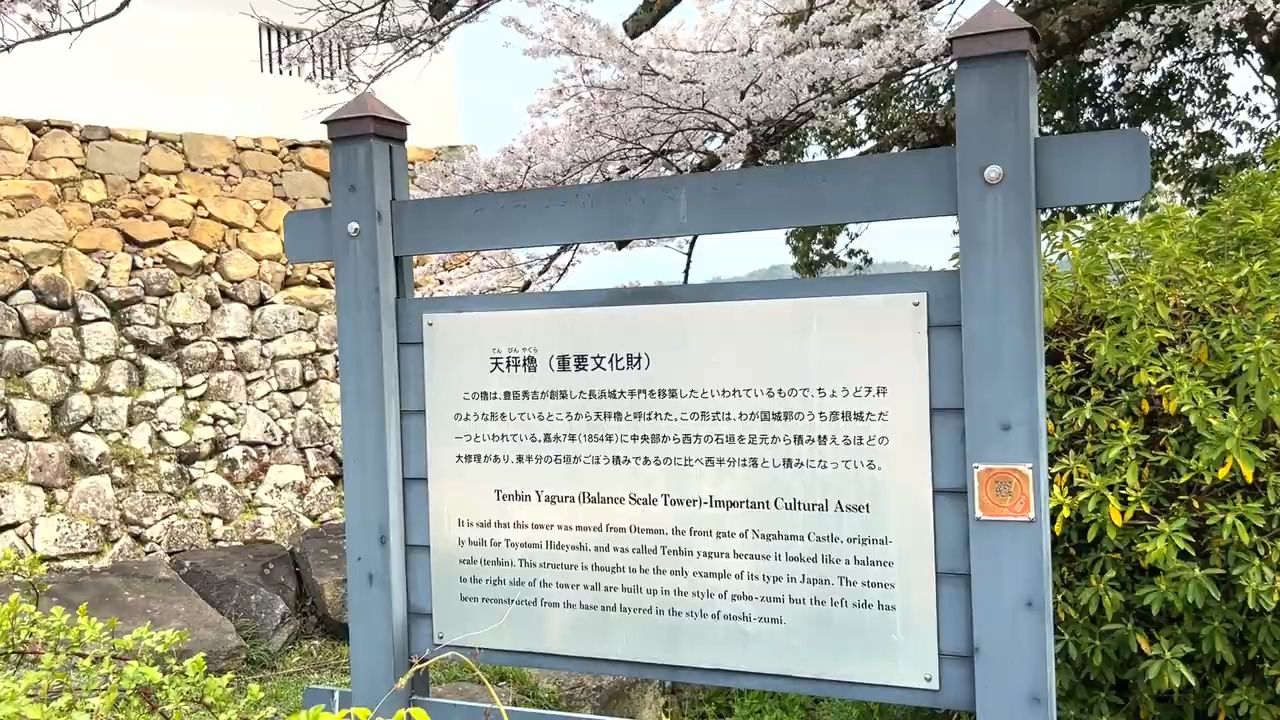 てん びん やぐら
天秤櫓（重要文化財）
この櫓は、豊臣秀吉が創築した長浜城大手門を移築したといわれているもので、ちょうど天秤
のような形をしているところから天秤櫓と呼ばれた。この形式は、わが国城郭のうち彦根城ただ
一つといわれている。嘉永7年（1854年）に中央部から西方の石垣を足元から積み替えるほどの
大修理があり、東半分の石垣がごぼう積みであるのに比べ西半分は落とし積みになっている。
Tenbin Yagura (Balance Scale Tower)-Important Cultural Asset
It is said that this tower was moved from Otemon, the front gate of Nagahama Castle, original-
ly built for Toyotomi Hideyoshi, and was called Tenbin yagura because it looked like a balance
scale (tenbin). This structure is thought to be the only example of its type in Japan. The stones
to the right side of the tower wall are built up in the style of gobo-zumi but the left side has
been reconstructed from the base and layered in the style of otoshi-zumi.